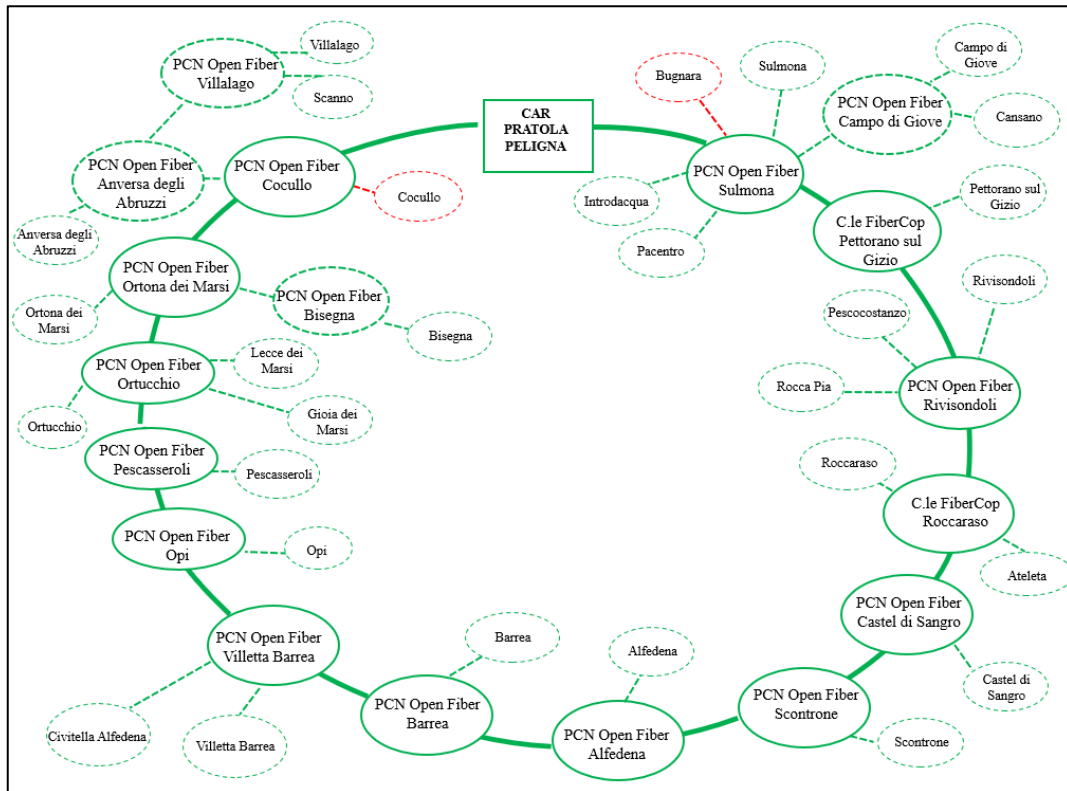 Villalago
PCN Open Fiber
Villalago
Scanno
CAR
PRATOLA
PELIGNA
Bugnara
Sulmona
Campo di
Giove
PCN Open Fiber
Campo di Giove
Cansano
PCN Open Fiber
Anversa degli
Abruzzi
PCN Open Fiber
Cocullo
Cocullo
PCN Open Fiber
Sulmona
Introdacqua
Pacentro
Pettorano sul
Gizio
C.le FiberCop
Pettorano sul
Gizio
Anversa degli
Abruzzi
PCN Open Fiber
Ortona dei Marsi
Ortona dei
Marsi
PCN Open Fiber
Bisegna
Bisegna
Rivisondoli
Pescocostanzo
Rocca Pia
PCN Open Fiber
Rivisondoli
PCN Open Fiber
Ortucchio
Lecce dei
Marsi
Gioia dei
Marsi
Ortucchio
PCN Open Fiber
Pescasseroli
Pescasseroli
Roccaraso
C.le FiberCop
Roccaraso
Ateleta
PCN Open Fiber
Opi
Opi
PCN Open Fiber
Castel di Sangro
Castel di
Sangro
PCN Open Fiber
Villetta Barrea
Civitella Alfedena
Villetta Barrea
Barrea
PCN Open Fiber
Barrea
Alfedena
PCN Open Fiber
Alfedena
PCN Open Fiber
Scontrone
Scontrone